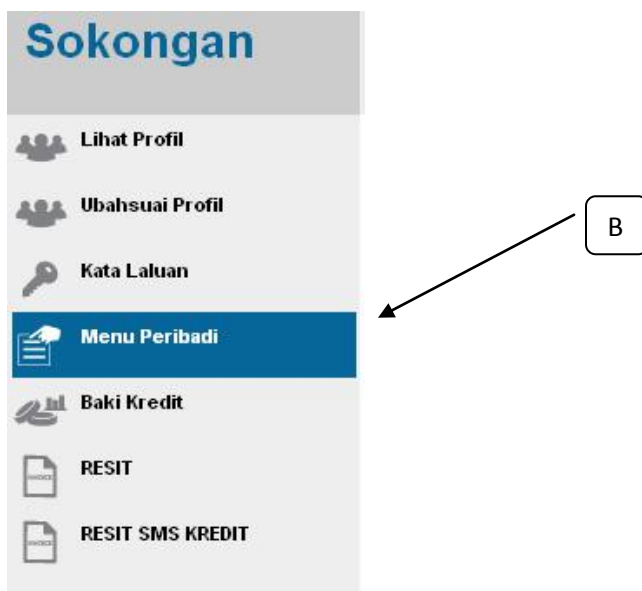 Sokongan
Lihat Profil
Ubahsuai Profil
Kata Laluan
B
Menu Peribadi
Baki Kredit
RESIT
RESIT SMS KREDIT